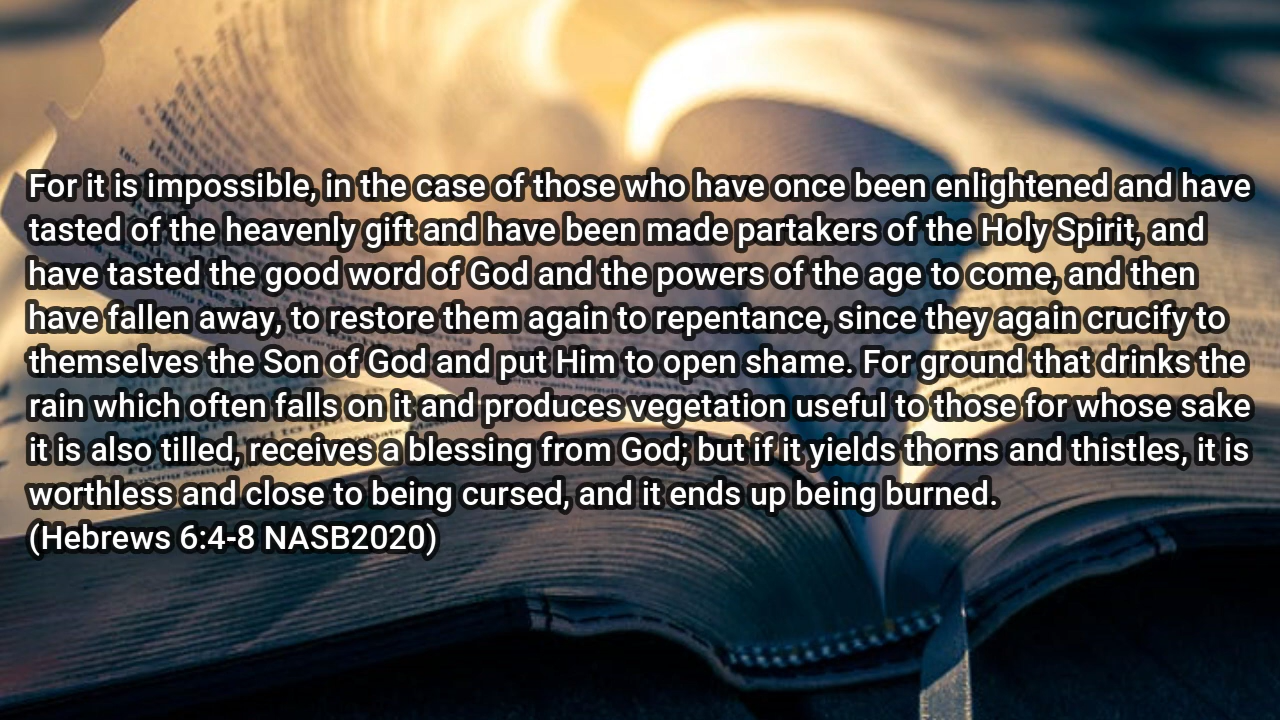 For it is impossible, in the case of those who have once been enlightened and have
tasted of the heavenly gift and have been made partakers of the Holy Spirit, and
have tasted the good word of God and the powers of the age to come, and then
have fallen away, to restore them again to repentance, since they again crucify to
themselves the Son of God and put Him to open shame. For ground that drinks the
rain which often falls on it and produces vegetation useful to those for whose sake
it is also tilled, receives a blessing from God; but if it yields thorns and thistles, it is
worthless and close to being cursed, and it ends up being burned.
(Hebrews 6:4-8 NASB2020)